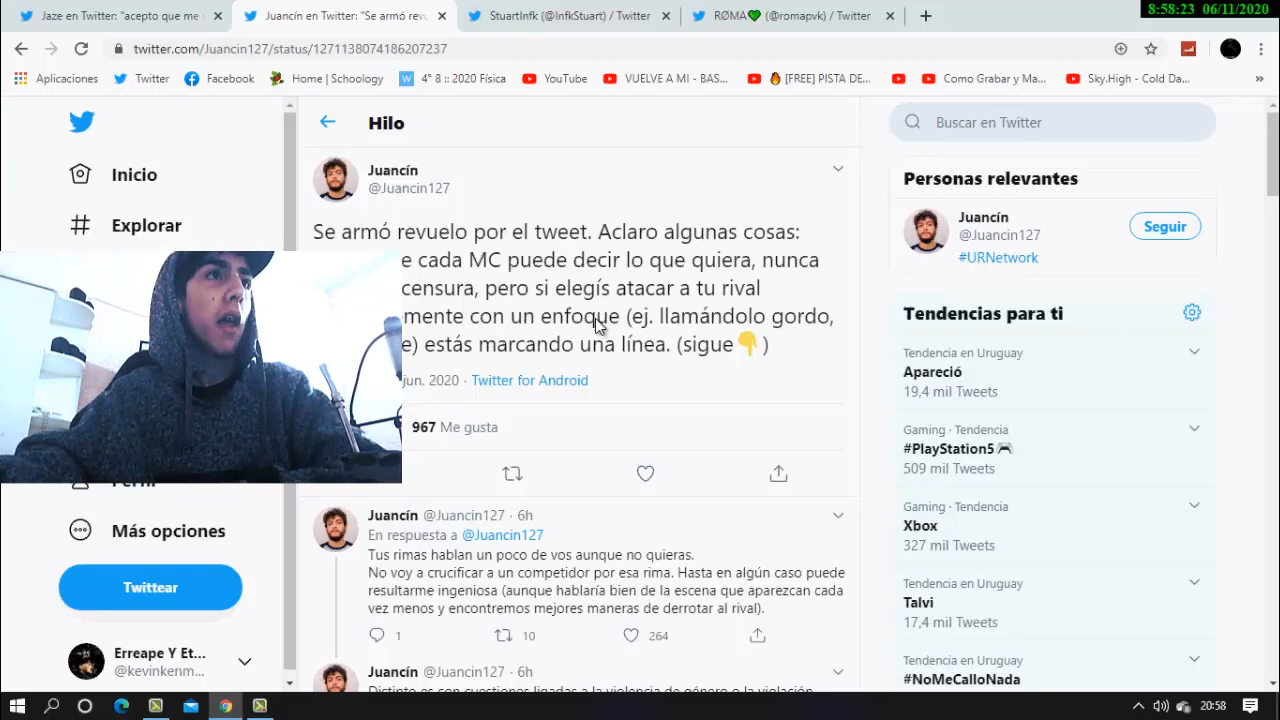 8:58:23 06/11/2020
Jaze en Twitter: "acepto que me s
Juancín en Twitter: "Se armó revu
StuartInfk (@InfkStuart) / Twitter
RØMA💚 (@romapvk) / Twitter
twitter.com/Juancin127/status/1271138074186207237
Aplicaciones
Twitter
Facebook
Home | Schoology
4° 8 :: 2020 Física
YouTube
VUELVE A MI - BAS...
🔥 [FREE] PISTA DE...
Como Grabar y Ma...
Sky.High - Cold Da...
Inicio
Explorar
Más opciones
Twittear
Erreape Y Et...
@kevinkenm...
Hilo
Juancín
@Juancin127
Se armó revuelo por el tweet. Aclaro algunas cosas:
e cada MC puede decir lo que quiera, nunca
censura, pero si elegís atacar a tu rival
mente con un enfoque (ej. llamándolo gordo,
e) estás marcando una línea. (sigue👇)
jun. 2020 · Twitter for Android
967 Me gusta
Juancín @Juancin127 · 6h
En respuesta a @Juancin127
Tus rimas hablan un poco de vos aunque no quieras.
No voy a crucificar a un competidor por esa rima. Hasta en algún caso puede
resultarme ingeniosa (aunque hablaría bien de la escena que aparezcan cada
vez menos y encontremos mejores maneras de derrotar al rival).
1 10 264
Juancín @Juancin127 · 6h
Distinto es con cuestiones ligadas a la violencia de género o la violación
Buscar en Twitter
Personas relevantes
Juancín
@Juancin127
#URNetwork
Seguir
Tendencias para ti
Tendencia en Uruguay
Apareció
19,4 mil Tweets
Gaming · Tendencia
#PlayStation5🎮
509 mil Tweets
Gaming · Tendencia
Xbox
327 mil Tweets
Tendencia en Uruguay
Talvi
17,4 mil Tweets
Tendencia en Uruguay
#NoMeCalloNada
20:58